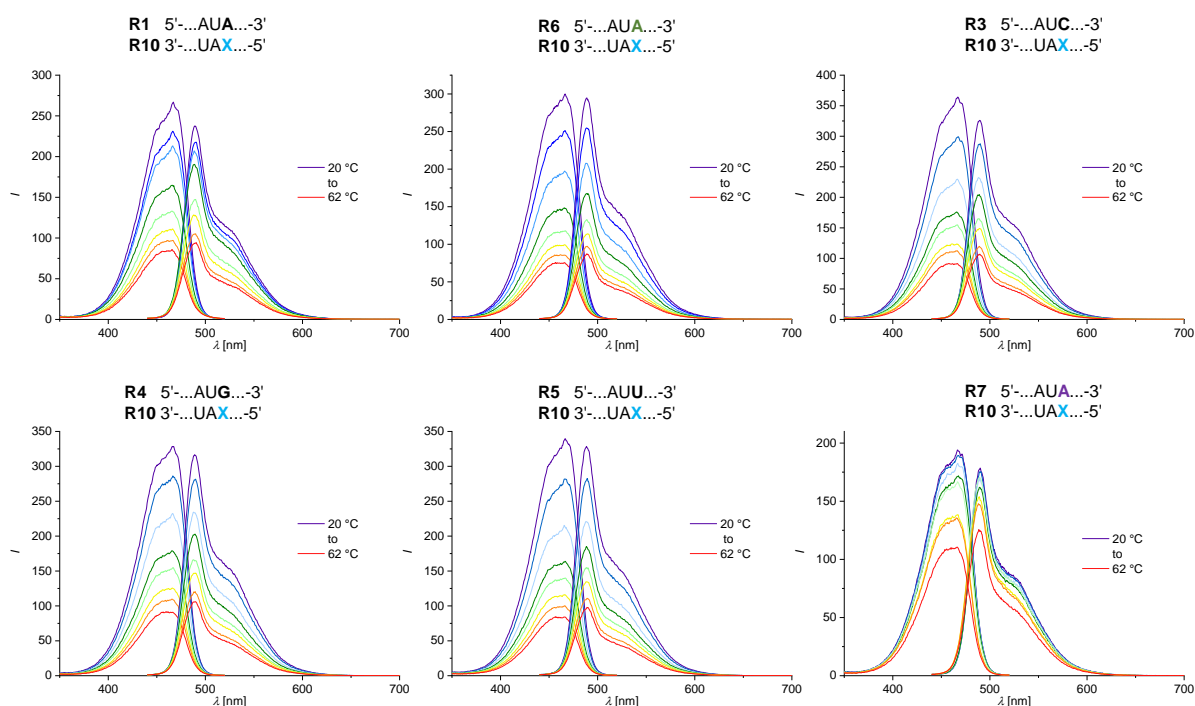 R1 5'-...AUA...-3'
R10 3'-...UAX...-5'
300
250
200
150
100
50
0
I
20 °C
to
62 °C
400 500 600 700
λ [nm]
R6 5'-...AUA...-3'
R10 3'-...UAX...-5'
300
250
200
150
100
50
0
I
20 °C
to
62 °C
400 500 600 700
λ [nm]
R3 5'-...AUC...-3'
R10 3'-...UAX...-5'
400
350
300
250
200
150
100
50
0
I
20 °C
to
62 °C
400 500 600 700
λ [nm]
R4 5'-...AUG...-3'
R10 3'-...UAX...-5'
350
300
250
200
150
100
50
0
I
20 °C
to
62 °C
400 500 600 700
λ [nm]
R5 5'-...AUU...-3'
R10 3'-...UAX...-5'
350
300
250
200
150
100
50
0
I
20 °C
to
62 °C
400 500 600 700
λ [nm]
R7 5'-...AUA...-3'
R10 3'-...UAX...-5'
200
150
100
50
0
I
20 °C
to
62 °C
400 500 600 700
λ [nm]